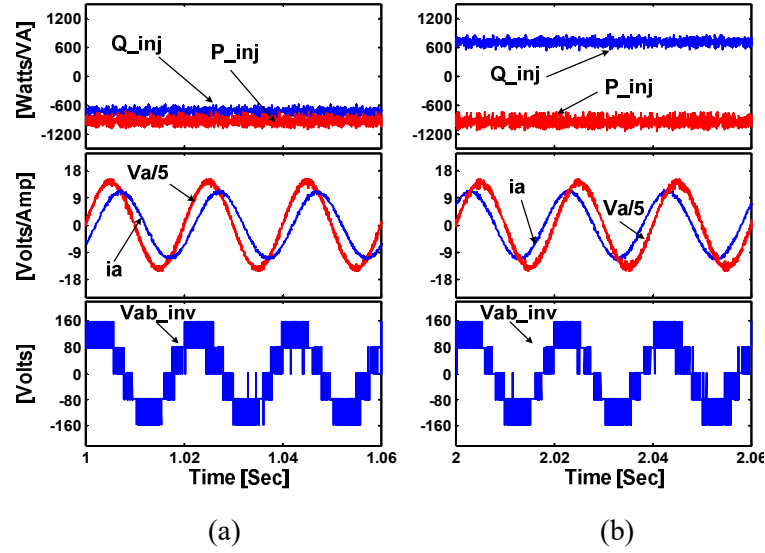 [Watts/VA]
1200
600
0
-600
-1200
Q_inj
P_inj
1200
600
0
-600
-1200
Q_inj
P_inj
[Volts/Amp]
18
9
0
-9
-18
Va/5
ia
18
9
0
-9
-18
ia
Va/5
[Volts]
160
80
0
-80
-160
Vab_inv
1 1.02 1.04 1.06
Time [Sec]
160
80
0
-80
-160
Vab_inv
2 2.02 2.04 2.06
Time [Sec]
(a) (b)